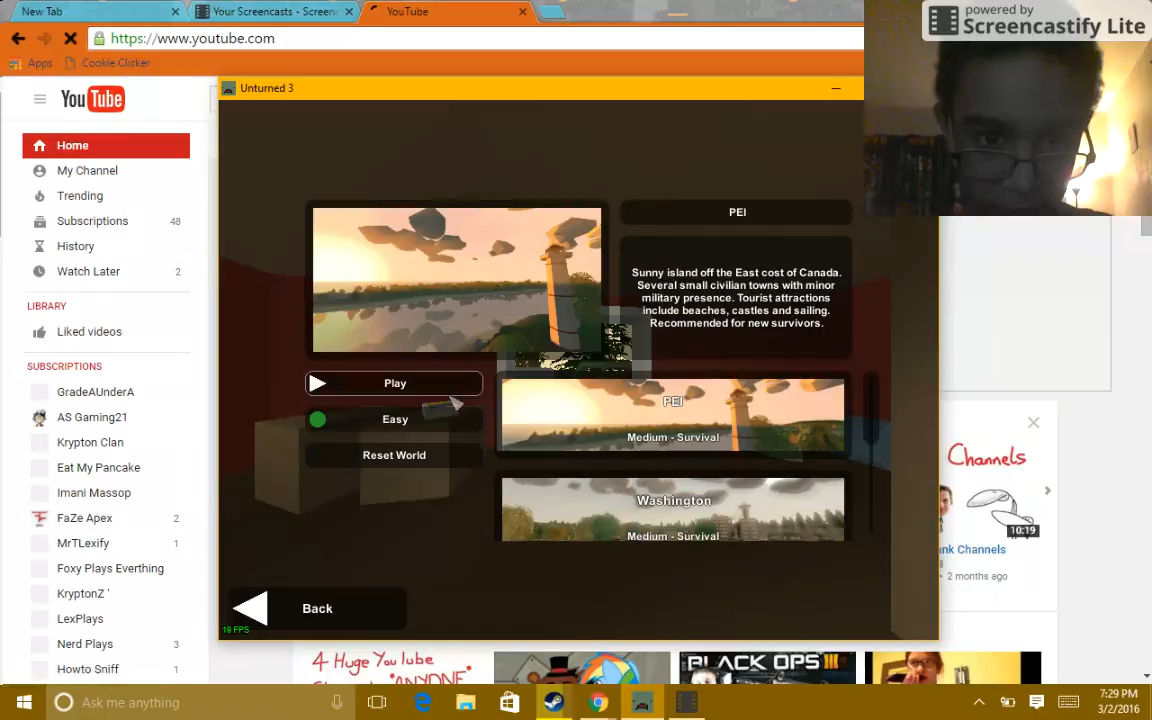 New Tab
Your Screencasts - Screen
YouTube
powered by
Screencastify Lite
https://www.youtube.com
Apps
Cookie Clicker
YouTube
Unturned 3
Home
My Channel
Trending
Subscriptions 48
History
Watch Later 2
LIBRARY
Liked videos
SUBSCRIPTIONS
GradeAUnderA
AS Gaming21
Krypton Clan
Eat My Pancake
Imani Massop
FaZe Apex 2
MrTLexify 1
Foxy Plays Everthing
KryptonZ '
LexPlays
Nerd Plays 3
Howto Sniff 1
PEI
Sunny island off the East cost of Canada.
Several small civilian towns with minor
military presence. Tourist attractions
include beaches, castles and sailing.
Recommended for new survivors.
Play
Easy
Reset World
PEI
Medium - Survival
Washington
Medium - Survival
Back
19 FPS
Channels
10:19
nk Channels
2 months ago
4 Huge YouTube
*ANYONE*
BLACK OPS III
Ask me anything
7:29 PM
3/2/2016